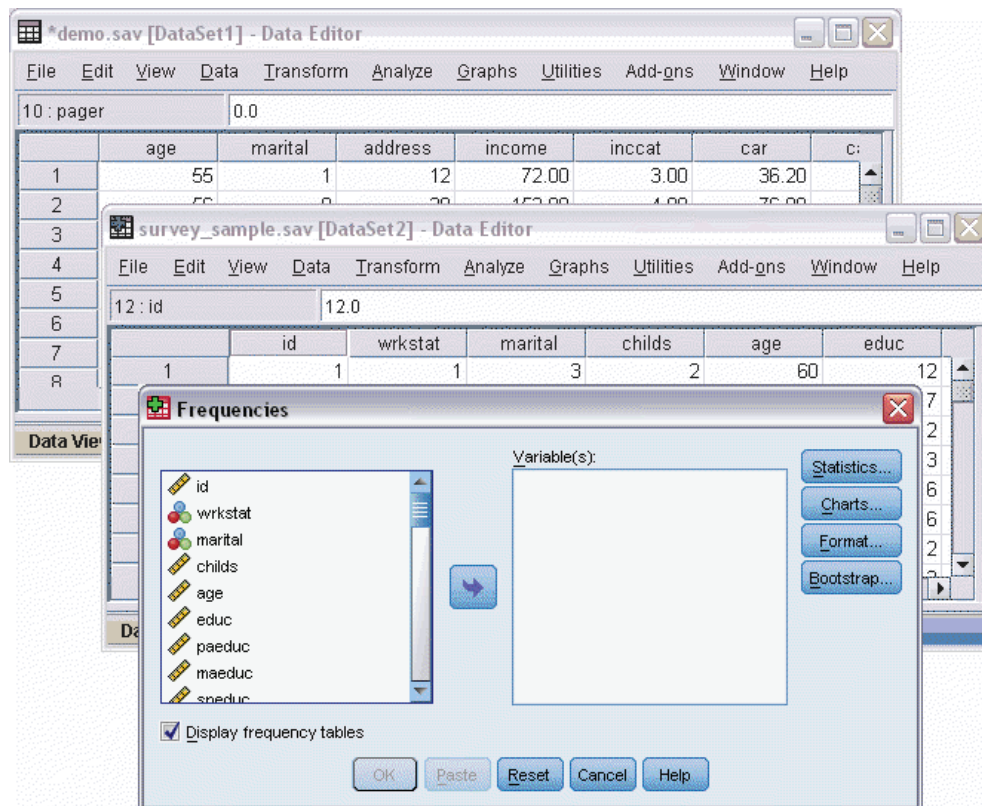 *demo.sav [DataSet1] - Data Editor
File Edit View Data Transform Analyze Graphs Utilities Add-ons Window Help
10 : pager 0.0
age marital address income inccat car
1 55 1 12 72.00 3.00 36.20
2
3
4
5
6
7
8
Data Vie
survey_sample.sav [DataSet2] - Data Editor
File Edit View Data Transform Analyze Graphs Utilities Add-ons Window Help
12 : id 12.0
id wrkstat marital childs age educ
1 1 1 3 2 60 12
7
2
3
6
6
2
Da
Frequencies
Variable(s):
id
wrkstat
marital
childs
age
educ
paeduc
maeduc
speduc
Statistics...
Charts...
Format...
Bootstrap...
Display frequency tables
OK Paste Reset Cancel Help